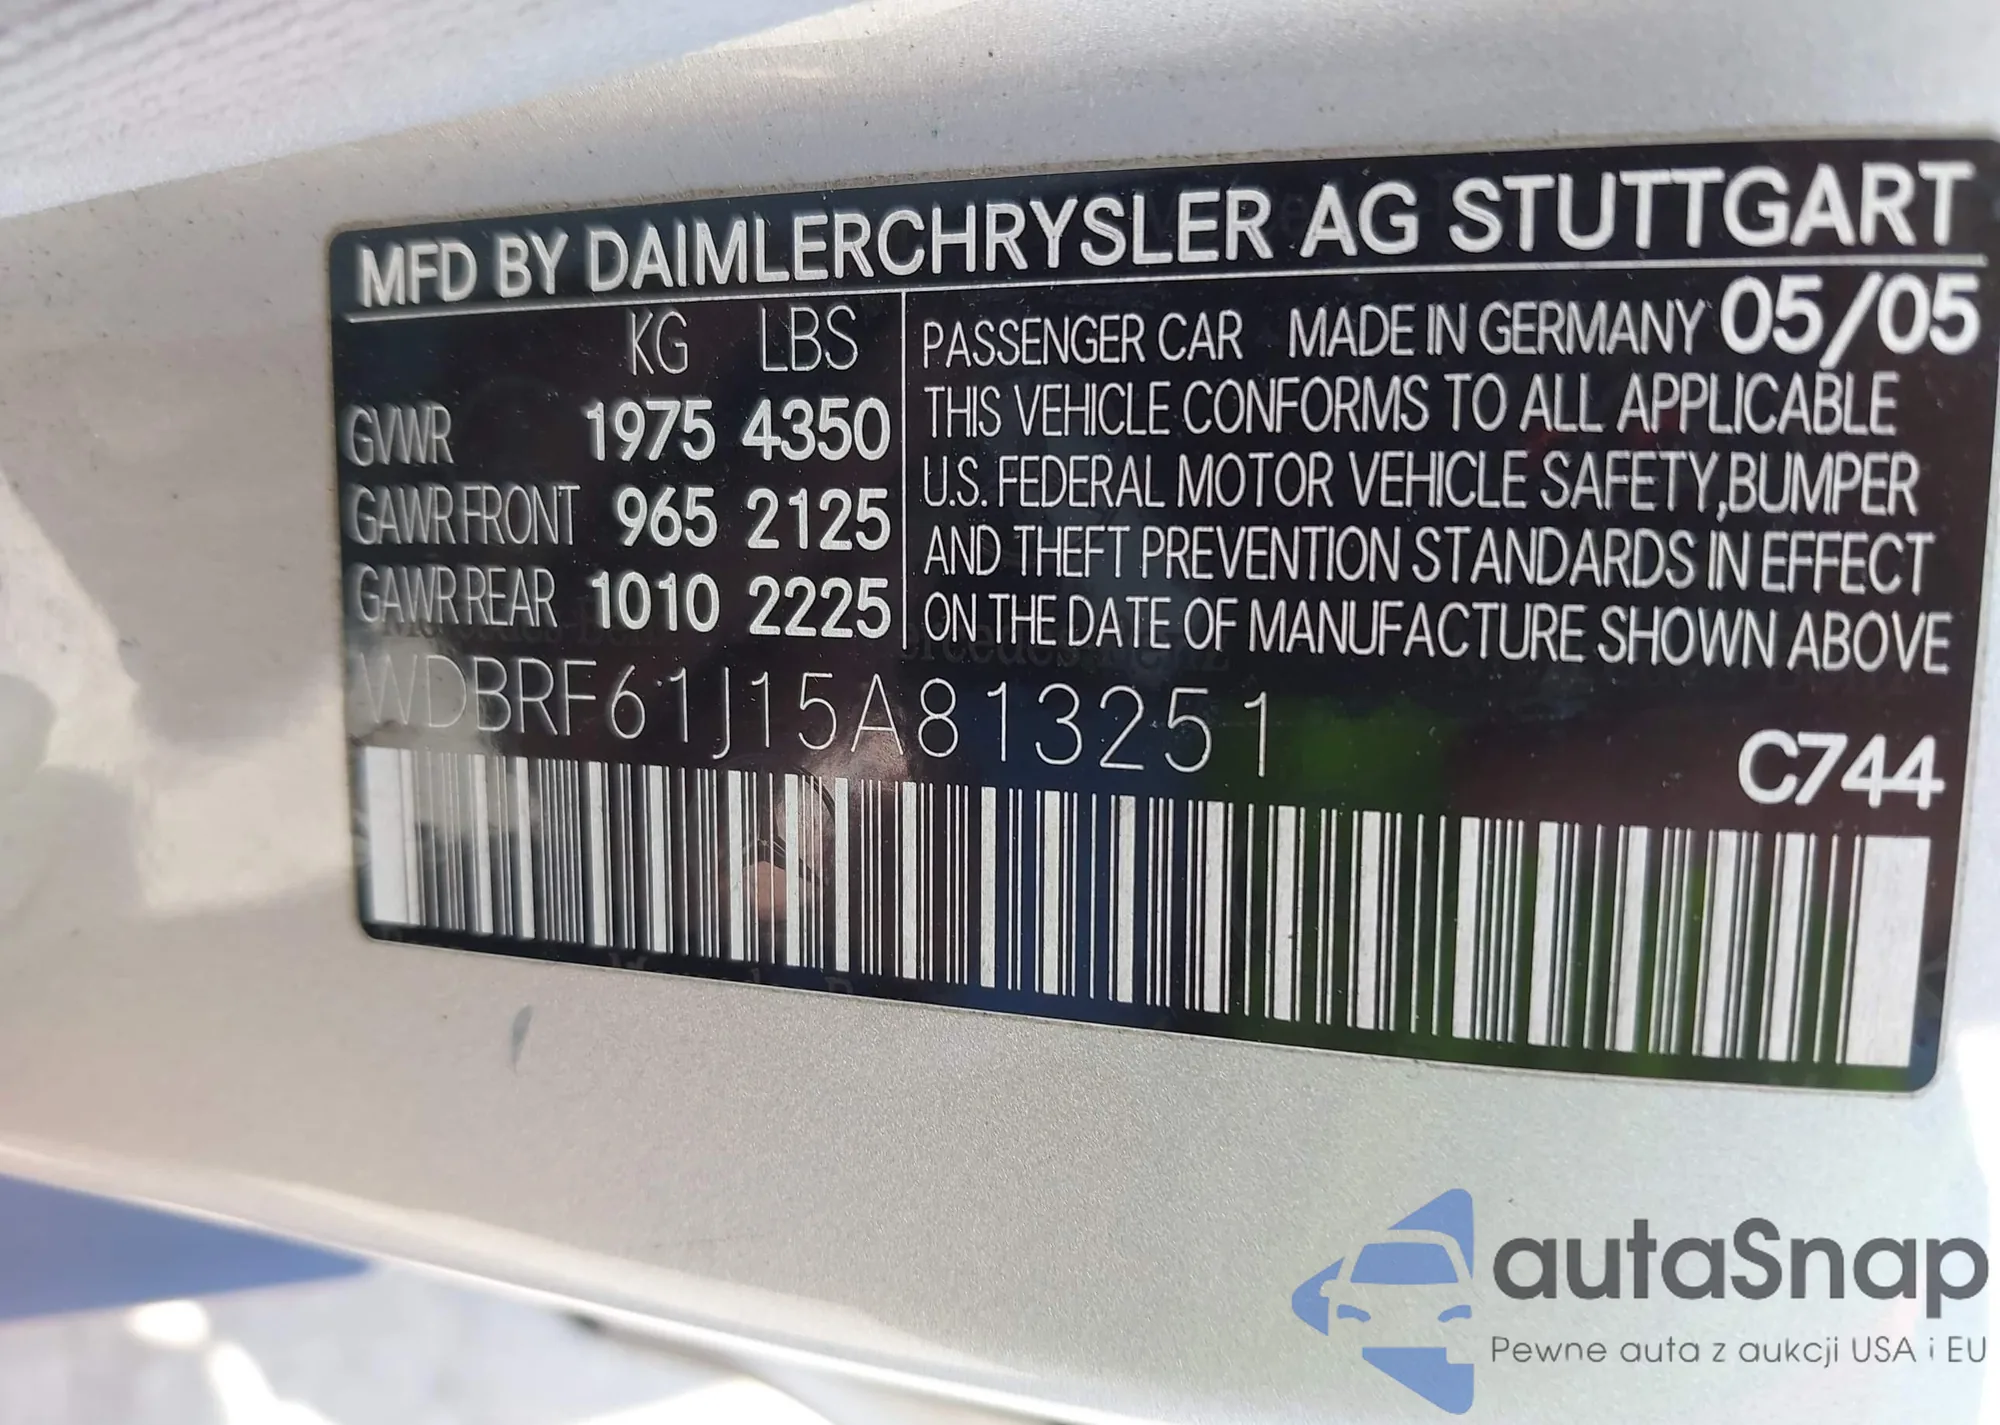 MFD BY DAIMLERCHRYSLER AG STUTTGART
KG LBS
GVWR 1975 4350
GAWR FRONT 965 2125
GAWR REAR 1010 2225
PASSENGER CAR MADE IN GERMANY 05/05
THIS VEHICLE CONFORMS TO ALL APPLICABLE
U.S. FEDERAL MOTOR VEHICLE SAFETY,BUMPER
AND THEFT PREVENTION STANDARDS IN EFFECT
ON THE DATE OF MANUFACTURE SHOWN ABOVE
WDBRF61J15A813251
C744
autaSnap
Pewne auta z aukcji USA i EU